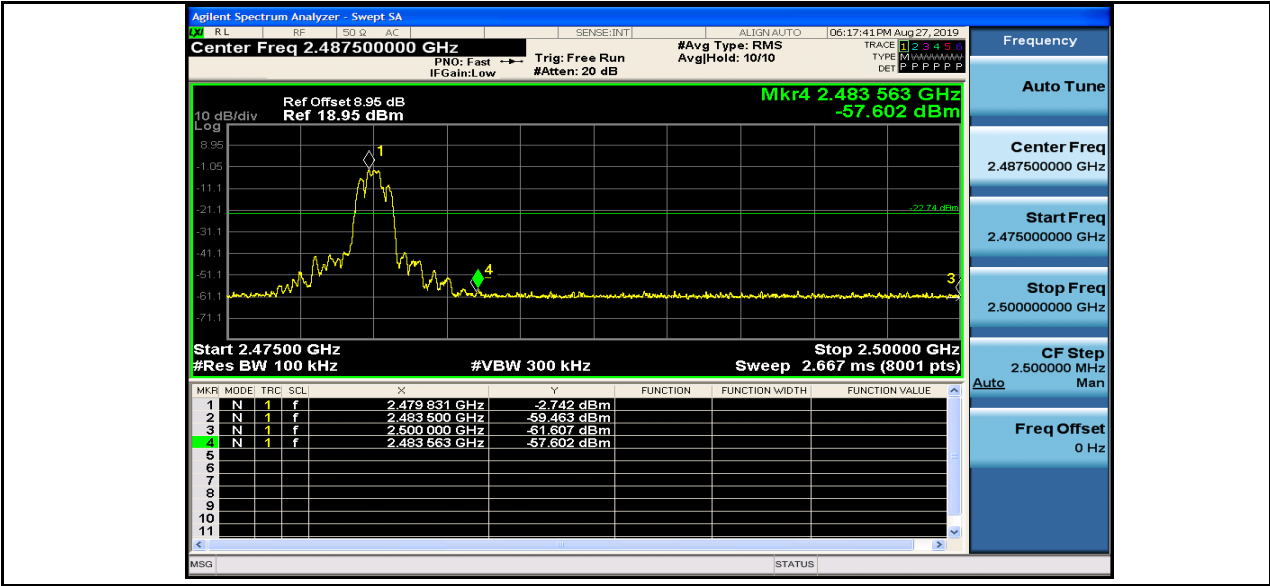 Agilent Spectrum Analyzer - Swept SA
LXI RL RF 50 Ω AC SENSE:INT ALIGN AUTO 06:17:41 PM Aug 27, 2019
Center Freq 2.487500000 GHz
PNO: Fast
IFGain:Low
Trig: Free Run
#Atten: 20 dB
#Avg Type: RMS
Avg|Hold: 10/10
TRACE 1 2 3 4 5 6
TYPE M
DET P P P P P P
Mkr4 2.483 563 GHz
-57.602 dBm
Ref Offset 8.95 dB
10 dB/div Ref 18.95 dBm
Log
8.95
-1.05
-11.1
-21.1
-31.1
-41.1
-51.1
-61.1
-71.1
1
-22.74 dBm
4
3
Start 2.47500 GHz Stop 2.50000 GHz
#Res BW 100 kHz #VBW 300 kHz Sweep 2.667 ms (8001 pts)
MKR MODE TRC SCL X Y FUNCTION FUNCTION WIDTH FUNCTION VALUE
1 N 1 f 2.479 831 GHz -2.742 dBm
2 N 1 f 2.483 500 GHz -59.463 dBm
3 N 1 f 2.500 000 GHz -61.607 dBm
4 N 1 f 2.483 563 GHz -57.602 dBm
5
6
7
8
9
10
11
MSG STATUS
Frequency
Auto Tune
Center Freq
2.487500000 GHz
Start Freq
2.475000000 GHz
Stop Freq
2.500000000 GHz
CF Step
2.500000 MHz
Auto Man
Freq Offset
0 Hz